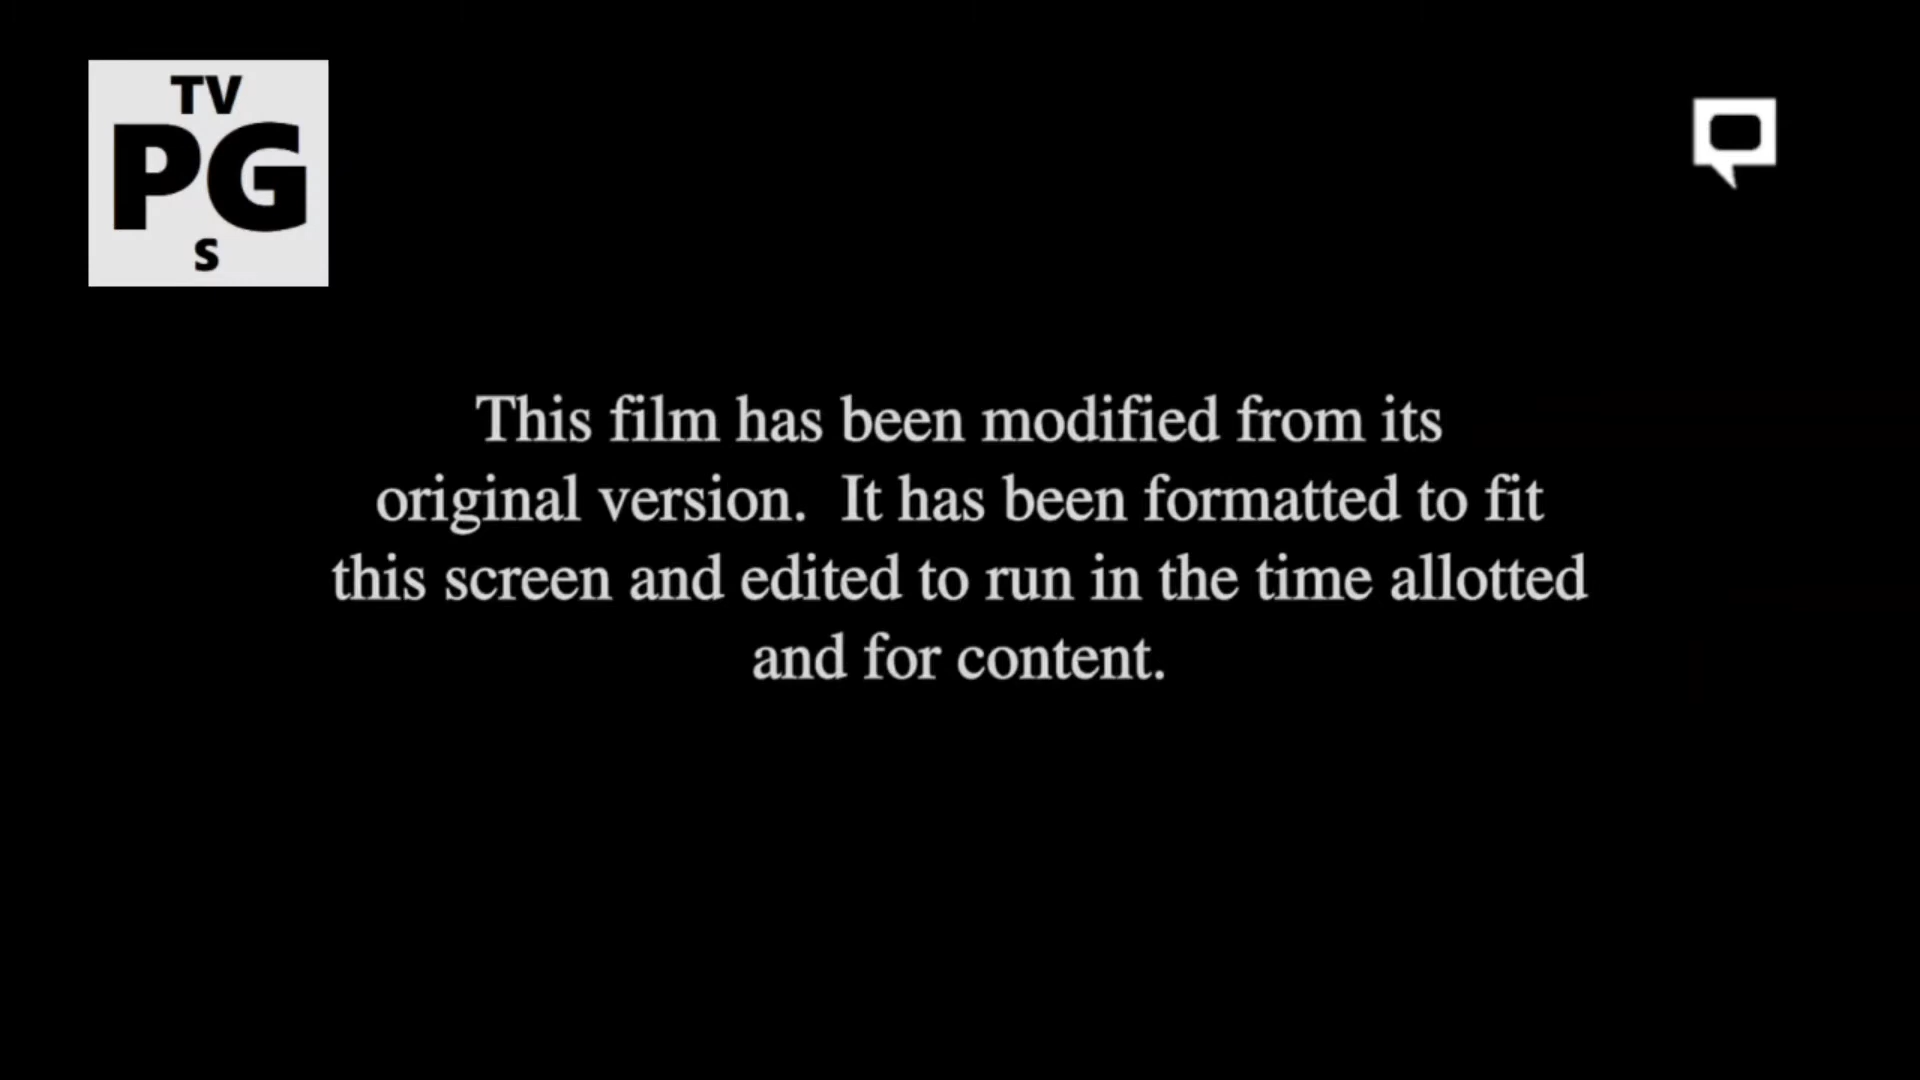 TV
PG
S
This film has been modified from its
original version.  It has been formatted to fit
this screen and edited to run in the time allotted
and for content.